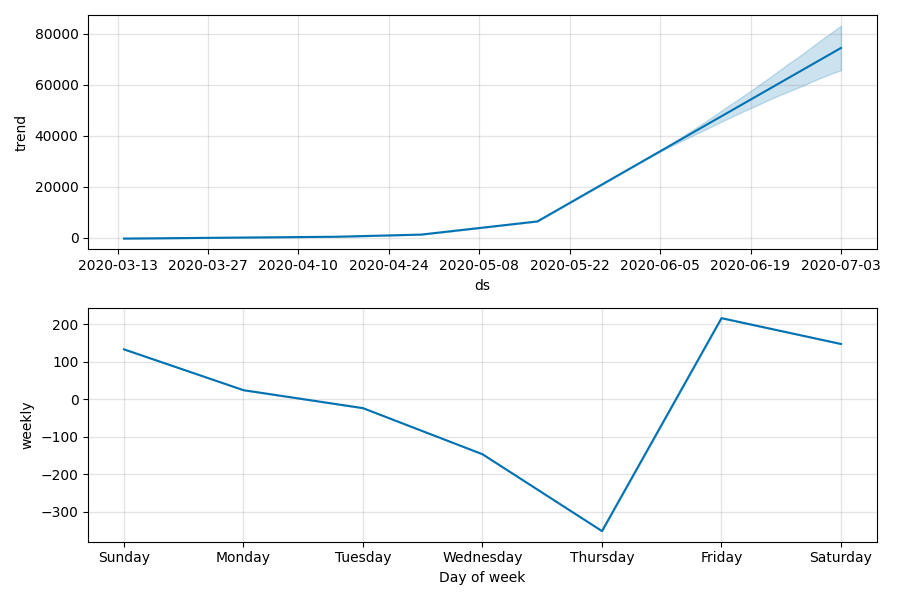 80000
60000
40000
20000
0
trend
2020-03-13 2020-03-27 2020-04-10 2020-04-24 2020-05-08 2020-05-22 2020-06-05 2020-06-19 2020-07-03
ds
200
100
0
−100
−200
−300
weekly
Sunday Monday Tuesday Wednesday Thursday Friday Saturday
Day of week